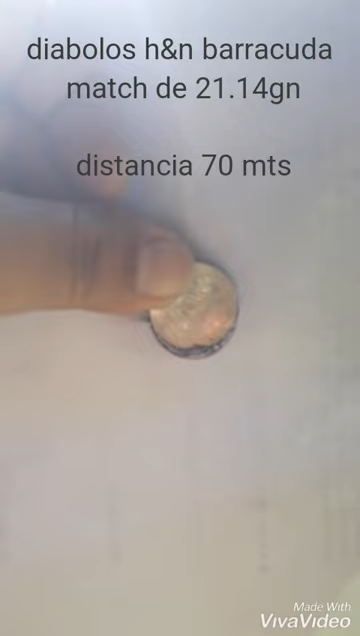 diabolos h&n barracuda
match de 21.14gn
distancia 70 mts
Made With
VivaVideo